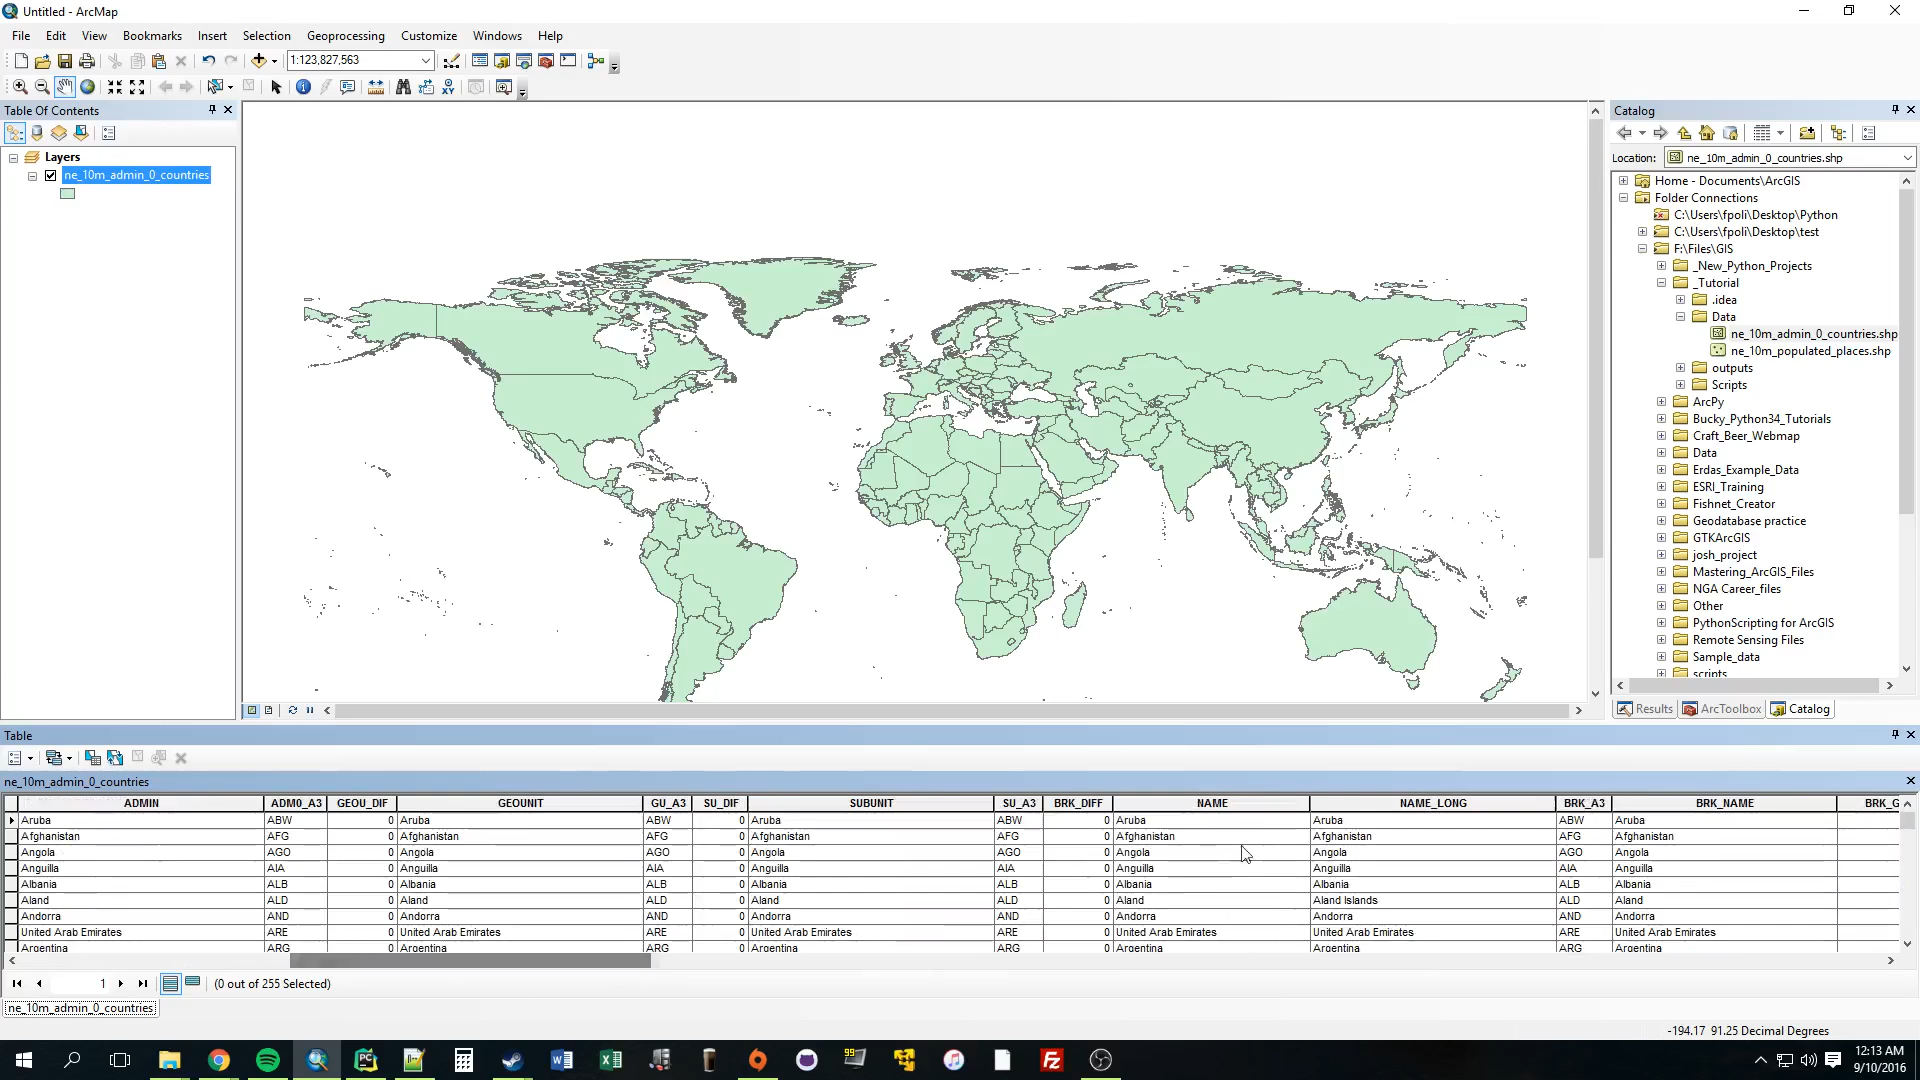 Untitled - ArcMap
File Edit View Bookmarks Insert Selection Geoprocessing Customize Windows Help
1:123,827,563
Table Of Contents
Layers
ne_10m_admin_0_countries
Catalog
Location: ne_10m_admin_0_countries.shp
Home - Documents\ArcGIS
Folder Connections
C:\Users\fpoli\Desktop\Python
C:\Users\fpoli\Desktop\test
F:\Files\GIS
_New_Python_Projects
_Tutorial
.idea
Data
ne_10m_admin_0_countries.shp
ne_10m_populated_places.shp
outputs
Scripts
ArcPy
Bucky_Python34_Tutorials
Craft_Beer_Webmap
Data
Erdas_Example_Data
ESRI_Training
Fishnet_Creator
Geodatabase practice
GTKArcGIS
josh_project
Mastering_ArcGIS_Files
NGA Career_files
Other
PythonScripting for ArcGIS
Remote Sensing Files
Sample_data
scripts
Results ArcToolbox Catalog
Table
ne_10m_admin_0_countries
ADMIN ADM0_A3 GEOU_DIF GEOUNIT GU_A3 SU_DIF SUBUNIT SU_A3 BRK_DIFF NAME NAME_LONG BRK_A3 BRK_NAME BRK_G
Aruba ABW 0 Aruba ABW 0 Aruba ABW 0 Aruba Aruba ABW Aruba
Afghanistan AFG 0 Afghanistan AFG 0 Afghanistan AFG 0 Afghanistan Afghanistan AFG Afghanistan
Angola AGO 0 Angola AGO 0 Angola AGO 0 Angola Angola AGO Angola
Anguilla AIA 0 Anguilla AIA 0 Anguilla AIA 0 Anguilla Anguilla AIA Anguilla
Albania ALB 0 Albania ALB 0 Albania ALB 0 Albania Albania ALB Albania
Aland ALD 0 Aland ALD 0 Aland ALD 0 Aland Aland Islands ALD Aland
Andorra AND 0 Andorra AND 0 Andorra AND 0 Andorra Andorra AND Andorra
United Arab Emirates ARE 0 United Arab Emirates ARE 0 United Arab Emirates ARE 0 United Arab Emirates United Arab Emirates ARE United Arab Emirates
Argentina ARG 0 Argentina ARG 0 Argentina ARG 0 Argentina Argentina ARG Argentina
1 (0 out of 255 Selected)
ne_10m_admin_0_countries
-194.17 91.25 Decimal Degrees
12:13 AM
9/10/2016